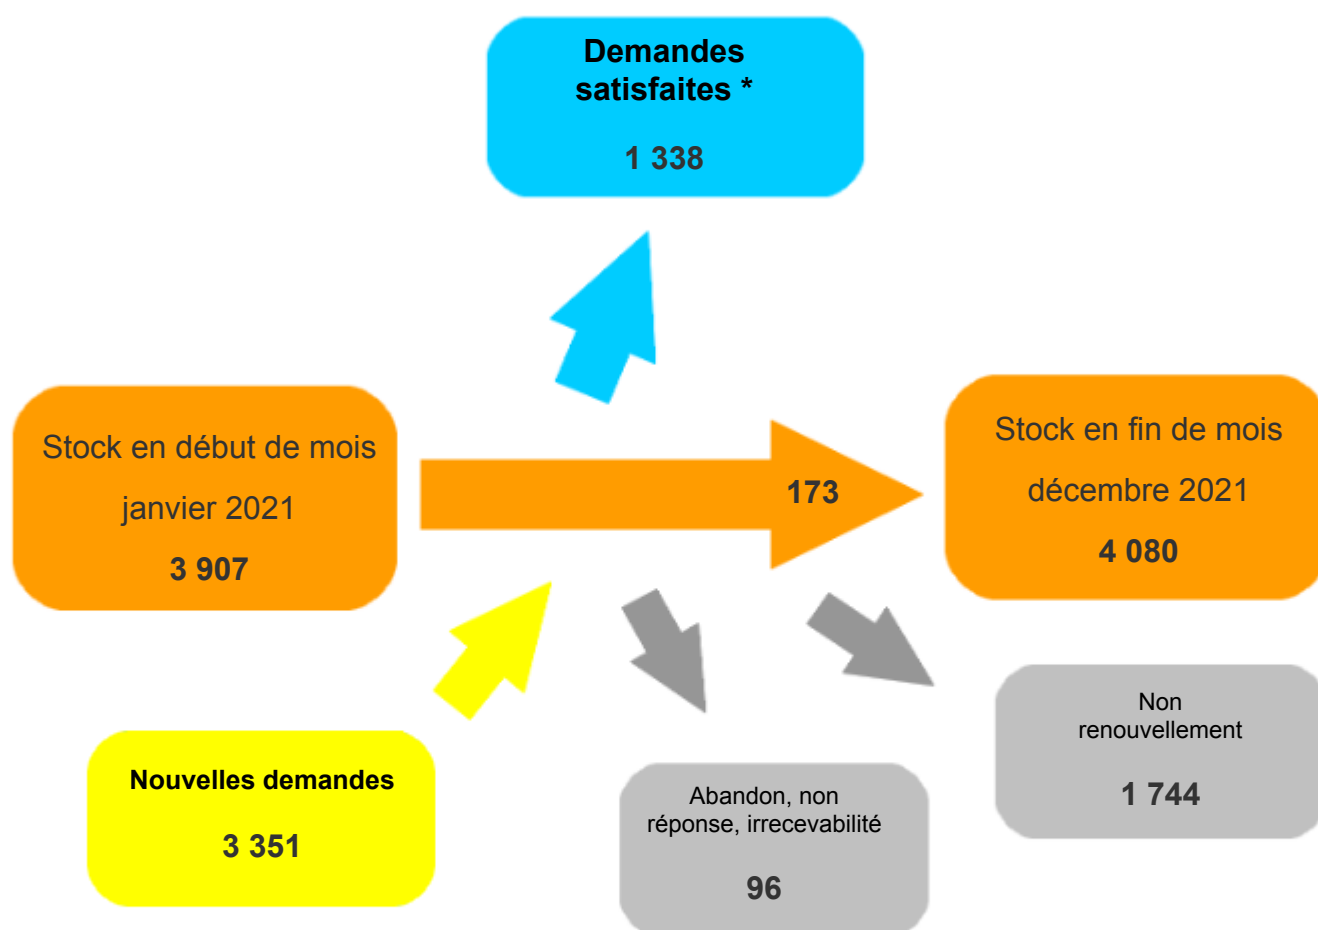 Demandes
satisfaites *
1 338
Stock en début de mois
janvier 2021
3 907
173
Stock en fin de mois
décembre 2021
4 080
Nouvelles demandes
3 351
Abandon, non
réponse, irrecevabilité
96
Non
renouvellement
1 744